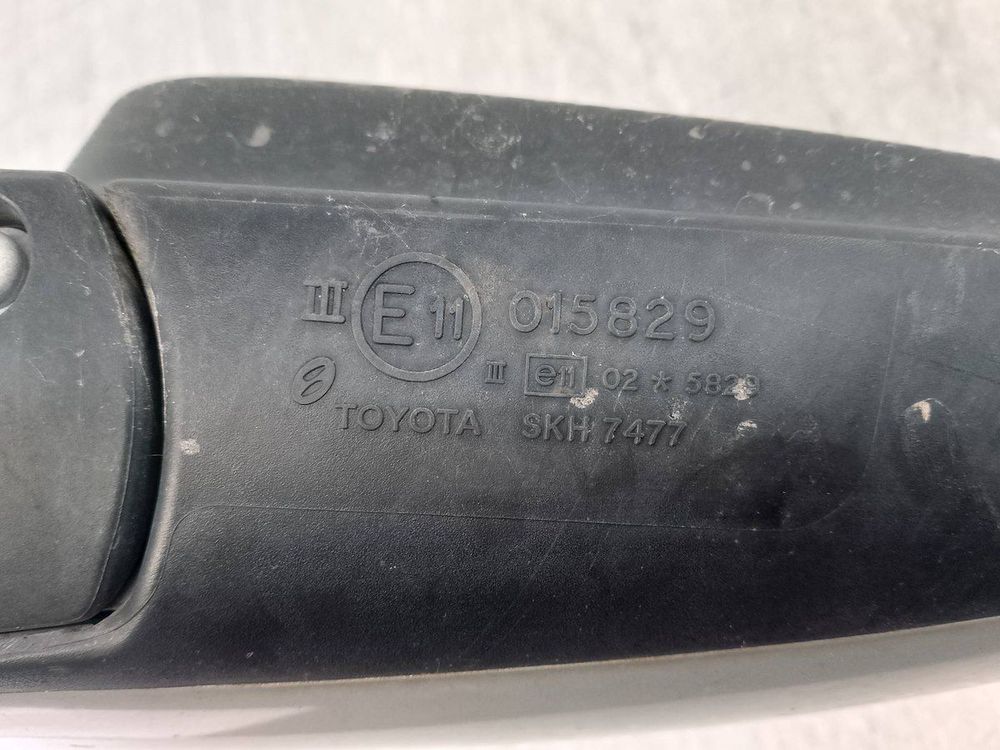 III E11 015829
III e11 02 * 5829
TOYOTA SKH 7477